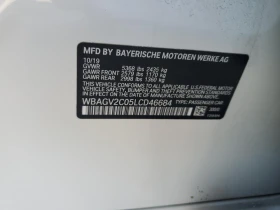 MFD BY BAYERISCHE MOTOREN WERKE AG
10/19
GVWR 5368 lbs 2435 kg
GAWR FRONT 2579 lbs 1170 kg
GAWR REAR 2998 lbs 1360 kg
WBAGV2C05LCD46684 TYPE: PASSENGER CAR
THIS VEHICLE CONFORMS TO ALL APPLICABLE
FEDERAL MOTOR VEHICLE SAFETY, BUMPER,
AND THEFT PREVENTION STANDARDS IN EFFECT ON THE
DATE OF MANUFACTURE SHOWN ABOVE.